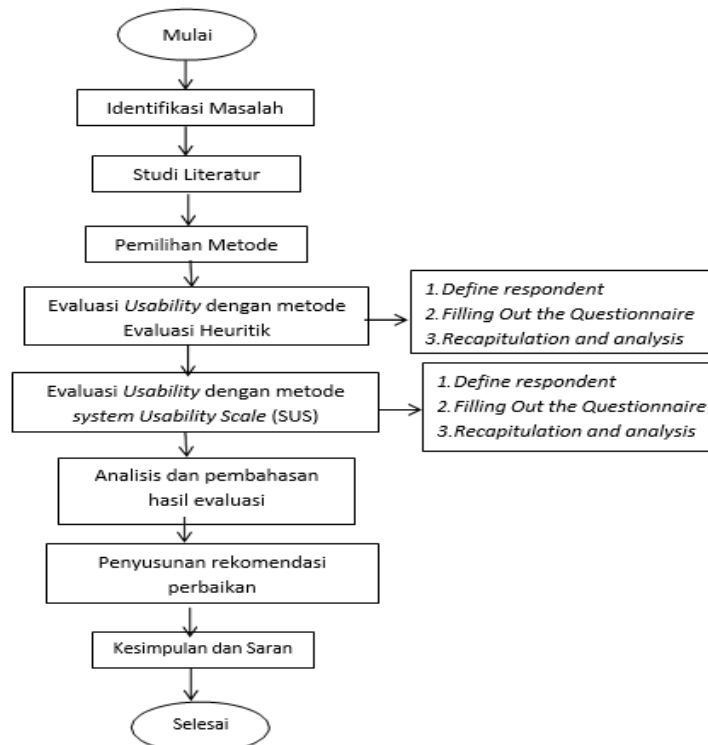 Mulai
Identifikasi Masalah
Studi Literatur
Pemilihan Metode
Evaluasi Usability dengan metode
Evaluasi Heuritik
1.Define respondent
2.Filling Out the Questionnaire
3.Recapitulation and analysis
Evaluasi Usability dengan metode
system Usability Scale (SUS)
1.Define respondent
2.Filling Out the Questionnaire
3.Recapitulation and analysis
Analisis dan pembahasan
hasil evaluasi
Penyusunan rekomendasi
perbaikan
Kesimpulan dan Saran
Selesai